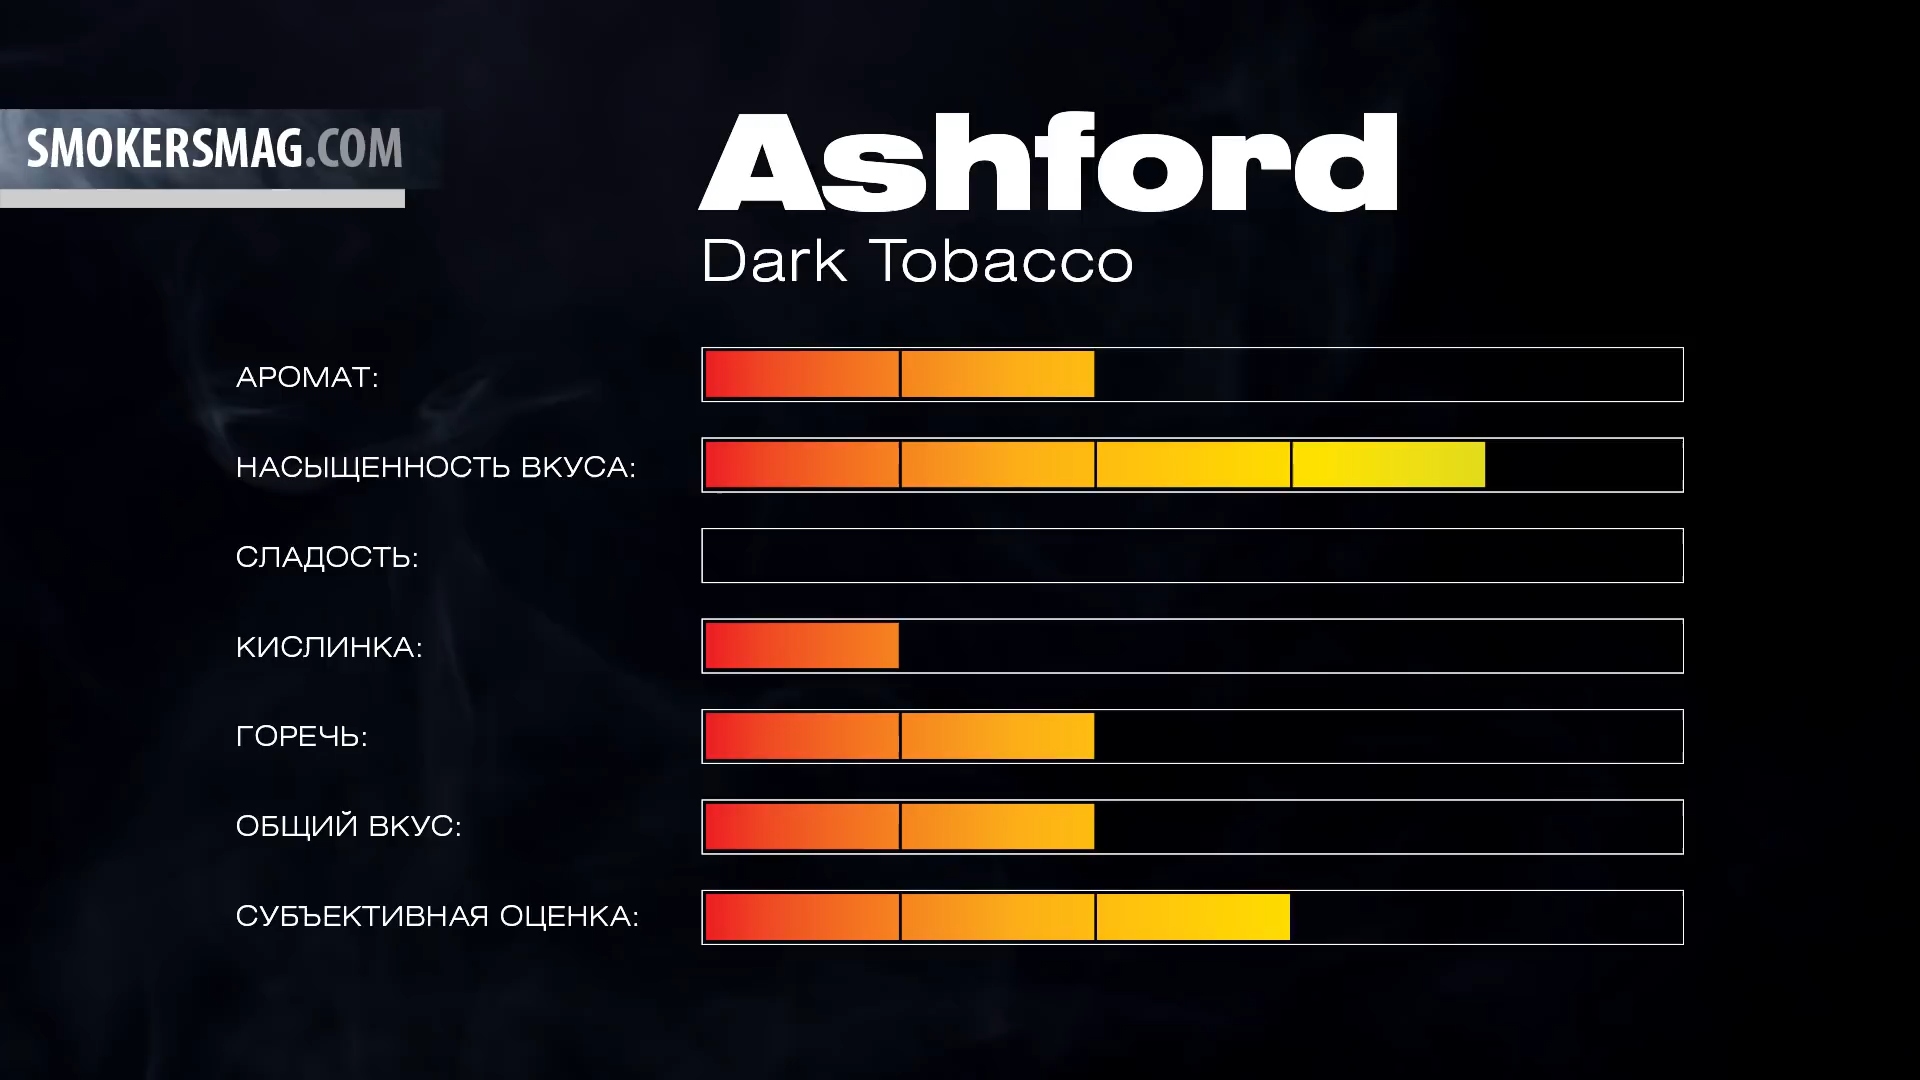 SMOKERSMAG.COM
Ashford
Dark Tobacco
АРОМАТ:
НАСЫЩЕННОСТЬ ВКУСА:
СЛАДОСТЬ:
КИСЛИНКА:
ГОРЕЧЬ:
ОБЩИЙ ВКУС:
СУБЪЕКТИВНАЯ ОЦЕНКА: